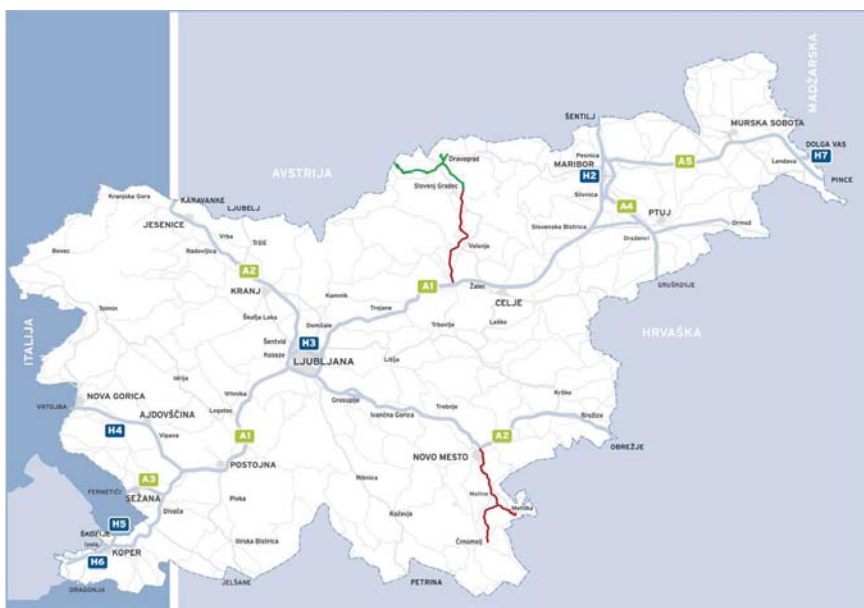 MADŽARSKA
ŠENTILJ
MURSKA SOBOTA
DOLGA VAS
H7
Pesnica
A5
Lendava
PINCE
MARIBOR
H2
Dravograd
AVSTRIJA
Slovenj Gradec
Slivnica
A4
PTUJ
Ormož
Kranjska Gora
KARAVANKE
LJUBELJ
JESENICE
Slovenska Bistrica
Draženci
Vrba
Tržič
Radovljica
Velenje
Bovec
A2
GRUŠKOVJE
KRANJ
Kamnik
A1
Žalec
CELJE
Trojane
Tolmin
Škofja Loka
Domžale
Trbovlje
Laško
HRVAŠKA
ITALIJA
Šentvid
Koseze
H3
LJUBLJANA
Litija
Idrija
Vrhnika
Krško
NOVA GORICA
Logatec
Grosuplje
Ivančna Gorica
Trebnje
Brežice
VRTOJBA
AJDOVŠČINA
H4
Vipava
A1
A2
OBREŽJE
NOVO MESTO
POSTOJNA
A3
FERNETIČI
SEŽANA
Ribnica
Divača
Pivka
Metlika
Kočevje
H5
ŠKOFIJE
Izola
KOPER
Črnomelj
Ilirska Bistrica
H6
DRAGONJA
JELŠANE
PETRINA